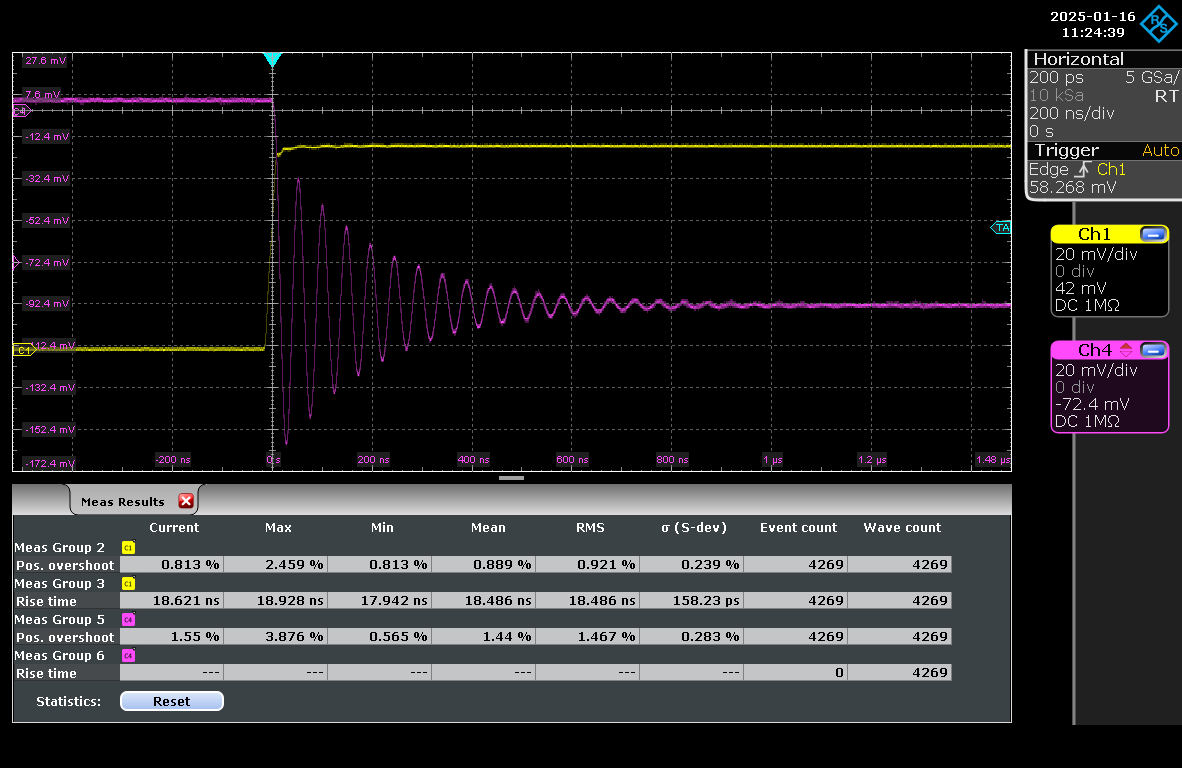 2025-01-16
11:24:39
R S
Horizontal
200 ps 5 GSa/
10 kSa RT
200 ns/div
0 s
Trigger Auto
Edge Ch1
58.268 mV
27.6 mV
7.6 mV
C4
-12.4 mV
-32.4 mV
-52.4 mV
TA
-72.4 mV
-92.4 mV
-112.4 mV
C1
-132.4 mV
-152.4 mV
-172.4 mV
-200 ns 0 s 200 ns 400 ns 600 ns 800 ns 1 µs 1.2 µs 1.48 µs
Ch1
20 mV/div
0 div
42 mV
DC 1MΩ
Ch4
20 mV/div
0 div
-72.4 mV
DC 1MΩ
Meas Results
Current Max Min Mean RMS σ (S-dev) Event count Wave count
Meas Group 2 C1
Pos. overshoot 0.813 % 2.459 % 0.813 % 0.889 % 0.921 % 0.239 % 4269 4269
Meas Group 3 C1
Rise time 18.621 ns 18.928 ns 17.942 ns 18.486 ns 18.486 ns 158.23 ps 4269 4269
Meas Group 5 C4
Pos. overshoot 1.55 % 3.876 % 0.565 % 1.44 % 1.467 % 0.283 % 4269 4269
Meas Group 6 C4
Rise time --- --- --- --- --- --- 0 4269
Statistics: Reset